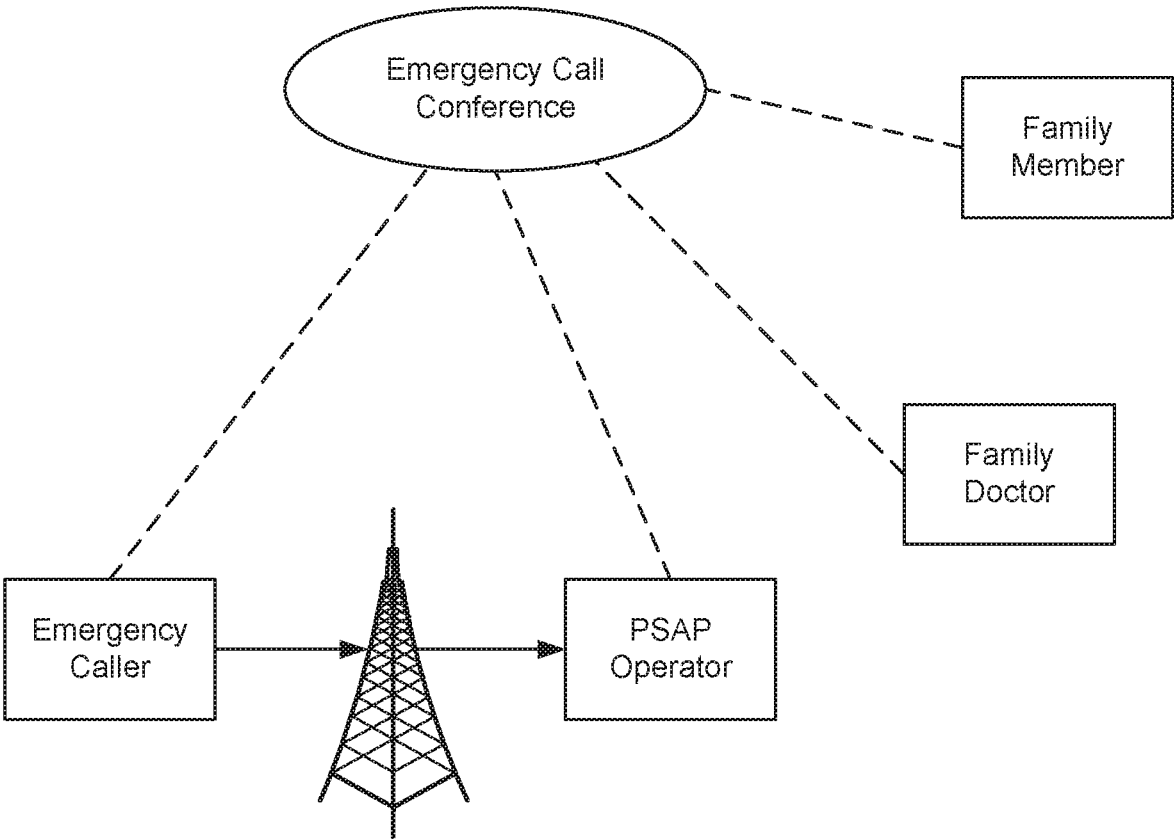 Emergency Call
Conference
Family
Member
Family
Doctor
Emergency
Caller
PSAP
Operator